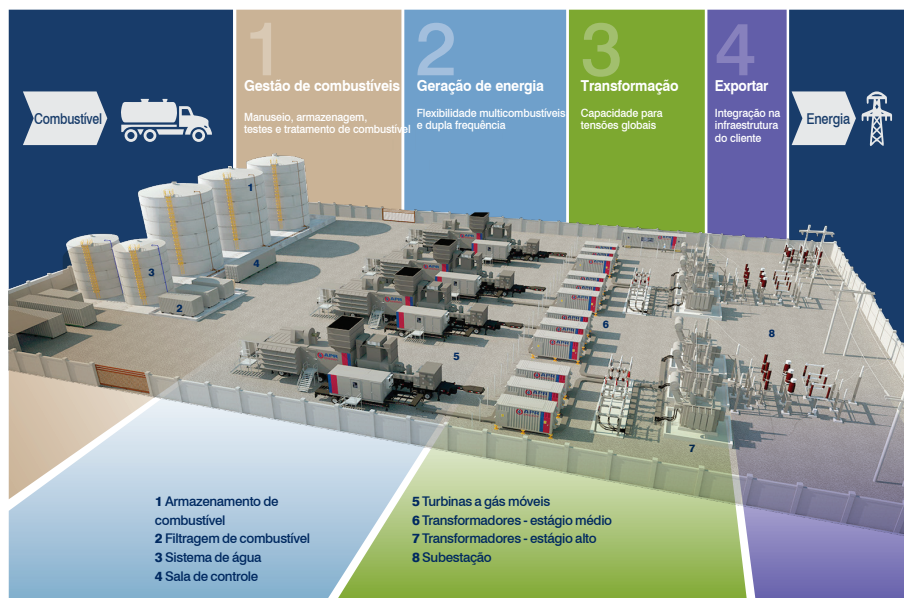 Combustível
1
Gestão de combustíveis
Manuseio, armazenagem,
testes e tratamento de combustível
2
Geração de energia
Flexibilidade multicombustíveis
e dupla frequência
3
Transformação
Capacidade para
tensões globais
4
Exportar
Integração na
infraestrutura
do cliente
Energia
1
3
4
2
5
6
7
8
APR
APR
APR
1 Armazenamento de
combustível
2 Filtragem de combustível
3 Sistema de água
4 Sala de controle
5 Turbinas a gás móveis
6 Transformadores - estágio médio
7 Transformadores - estágio alto
8 Subestação